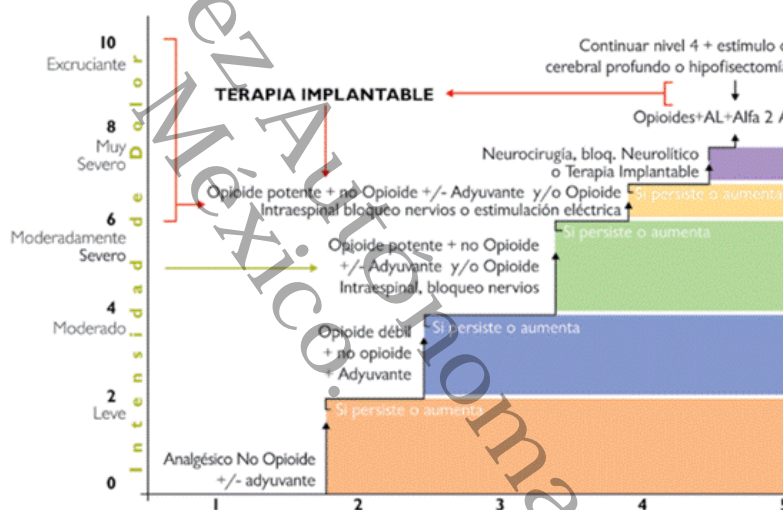 10
Excruciante
8
Muy
Severo
6
Moderadamente
Severo
4
Moderado
2
Leve
0
Intensidad de Dolor
Continuar nivel 4 + estímulo
cerebral profundo o
TERAPIA IMPLANTABLE
Opioides+AL+Alfa 2
Neurocirugía, bloq. Neurolítico
o Terapia Implantable
Si persiste o aumenta
Opioide potente + no Opioide +/- Adyuvante y/o Opioide
Intraespinal bloqueo nervios o estimulación eléctrica
Si persiste o aumenta
Opioide potente + no Opioide
+/- Adyuvante y/o Opioide
Intraespinal, bloqueo nervios
Si persiste o aumenta
Opioide débil
+ no opioide
+ Adyuvante
Si persiste o aumenta
Analgésico No Opioide
+/- adyuvante
1 2 3 4
ez Autónoma
México.